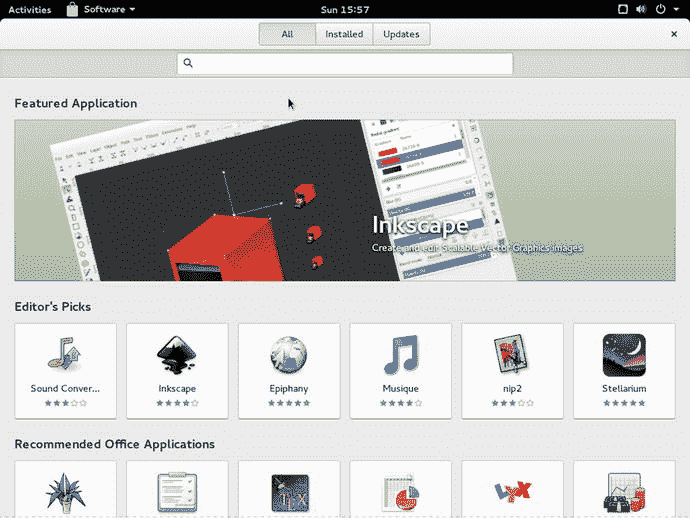 Activities Software Sun 15:57
All Installed Updates
Featured Application
Inkscape
Create and edit Scalable Vector Graphics images
Editor's Picks
Sound Conver... Inkscape Epiphany Musique nip2 Stellarium
Recommended Office Applications
LyX